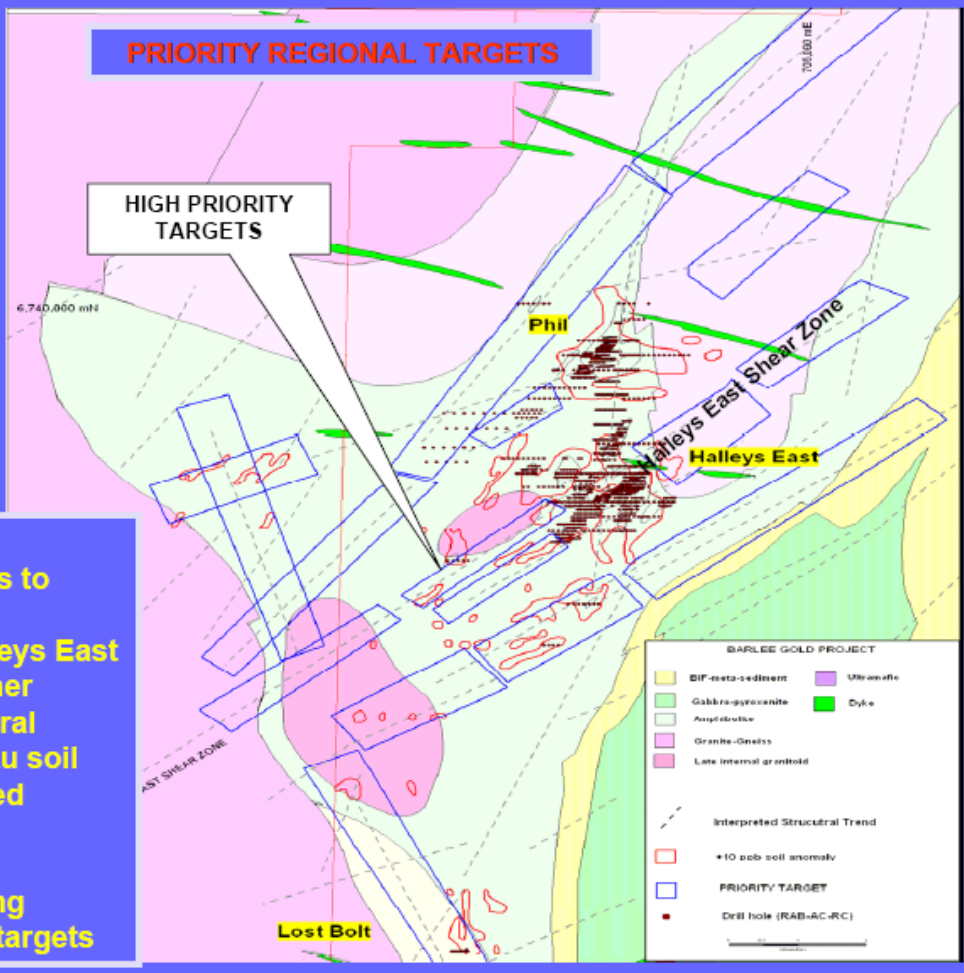 PRIORITY REGIONAL TARGETS
705,000 mE
HIGH PRIORITY
TARGETS
6,740,000 mN
Phil
Halleys East Shear Zone
Halleys East
s to
eys East
ner
ral
u soil
ed
ng
targets
AST SHEAR ZONE
Lost Bolt
BARLEE GOLD PROJECT
BIF-meta-sediment
Ultramafic
Gabbro-pyroxenite
Dyke
Amphibolite
Granite-Gneiss
Late internal granitoid
Interpreted Strucutral Trend
+10 ppb soil anomaly
PRIORITY TARGET
Drill hole (RAB-AC-RC)